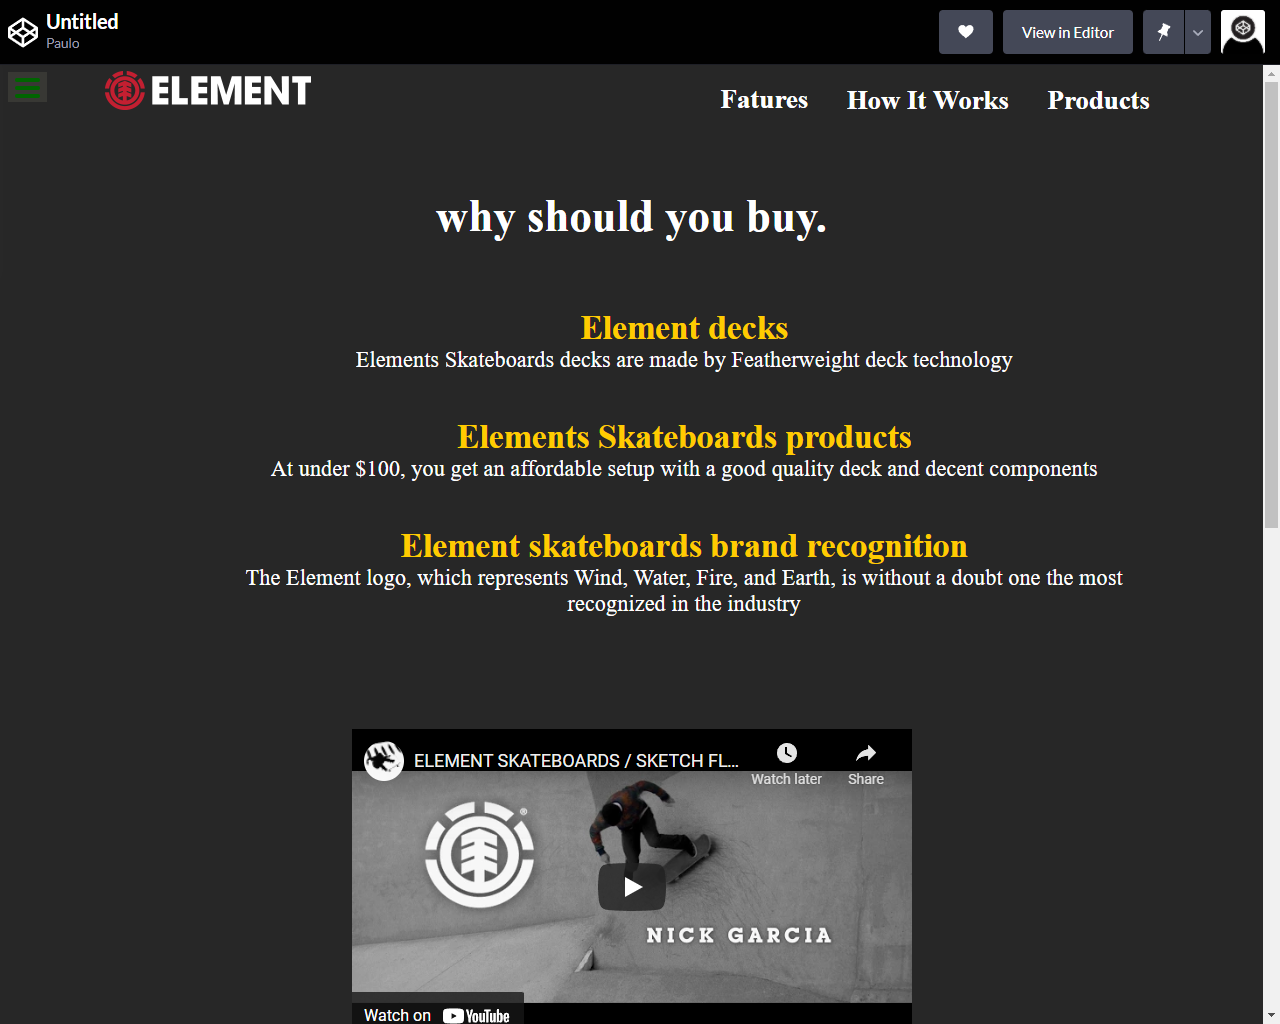 Untitled
Paulo
View in Editor
ELEMENT
Fatures
How It Works
Products
why should you buy.
Element decks
Elements Skateboards decks are made by Featherweight deck technology
Elements Skateboards products
At under $100, you get an affordable setup with a good quality deck and decent components
Element skateboards brand recognition
The Element logo, which represents Wind, Water, Fire, and Earth, is without a doubt one the most
recognized in the industry
ELEMENT SKATEBOARDS / SKETCH FL...
Watch later
Share
®
NICK GARCIA
Watch on YouTube